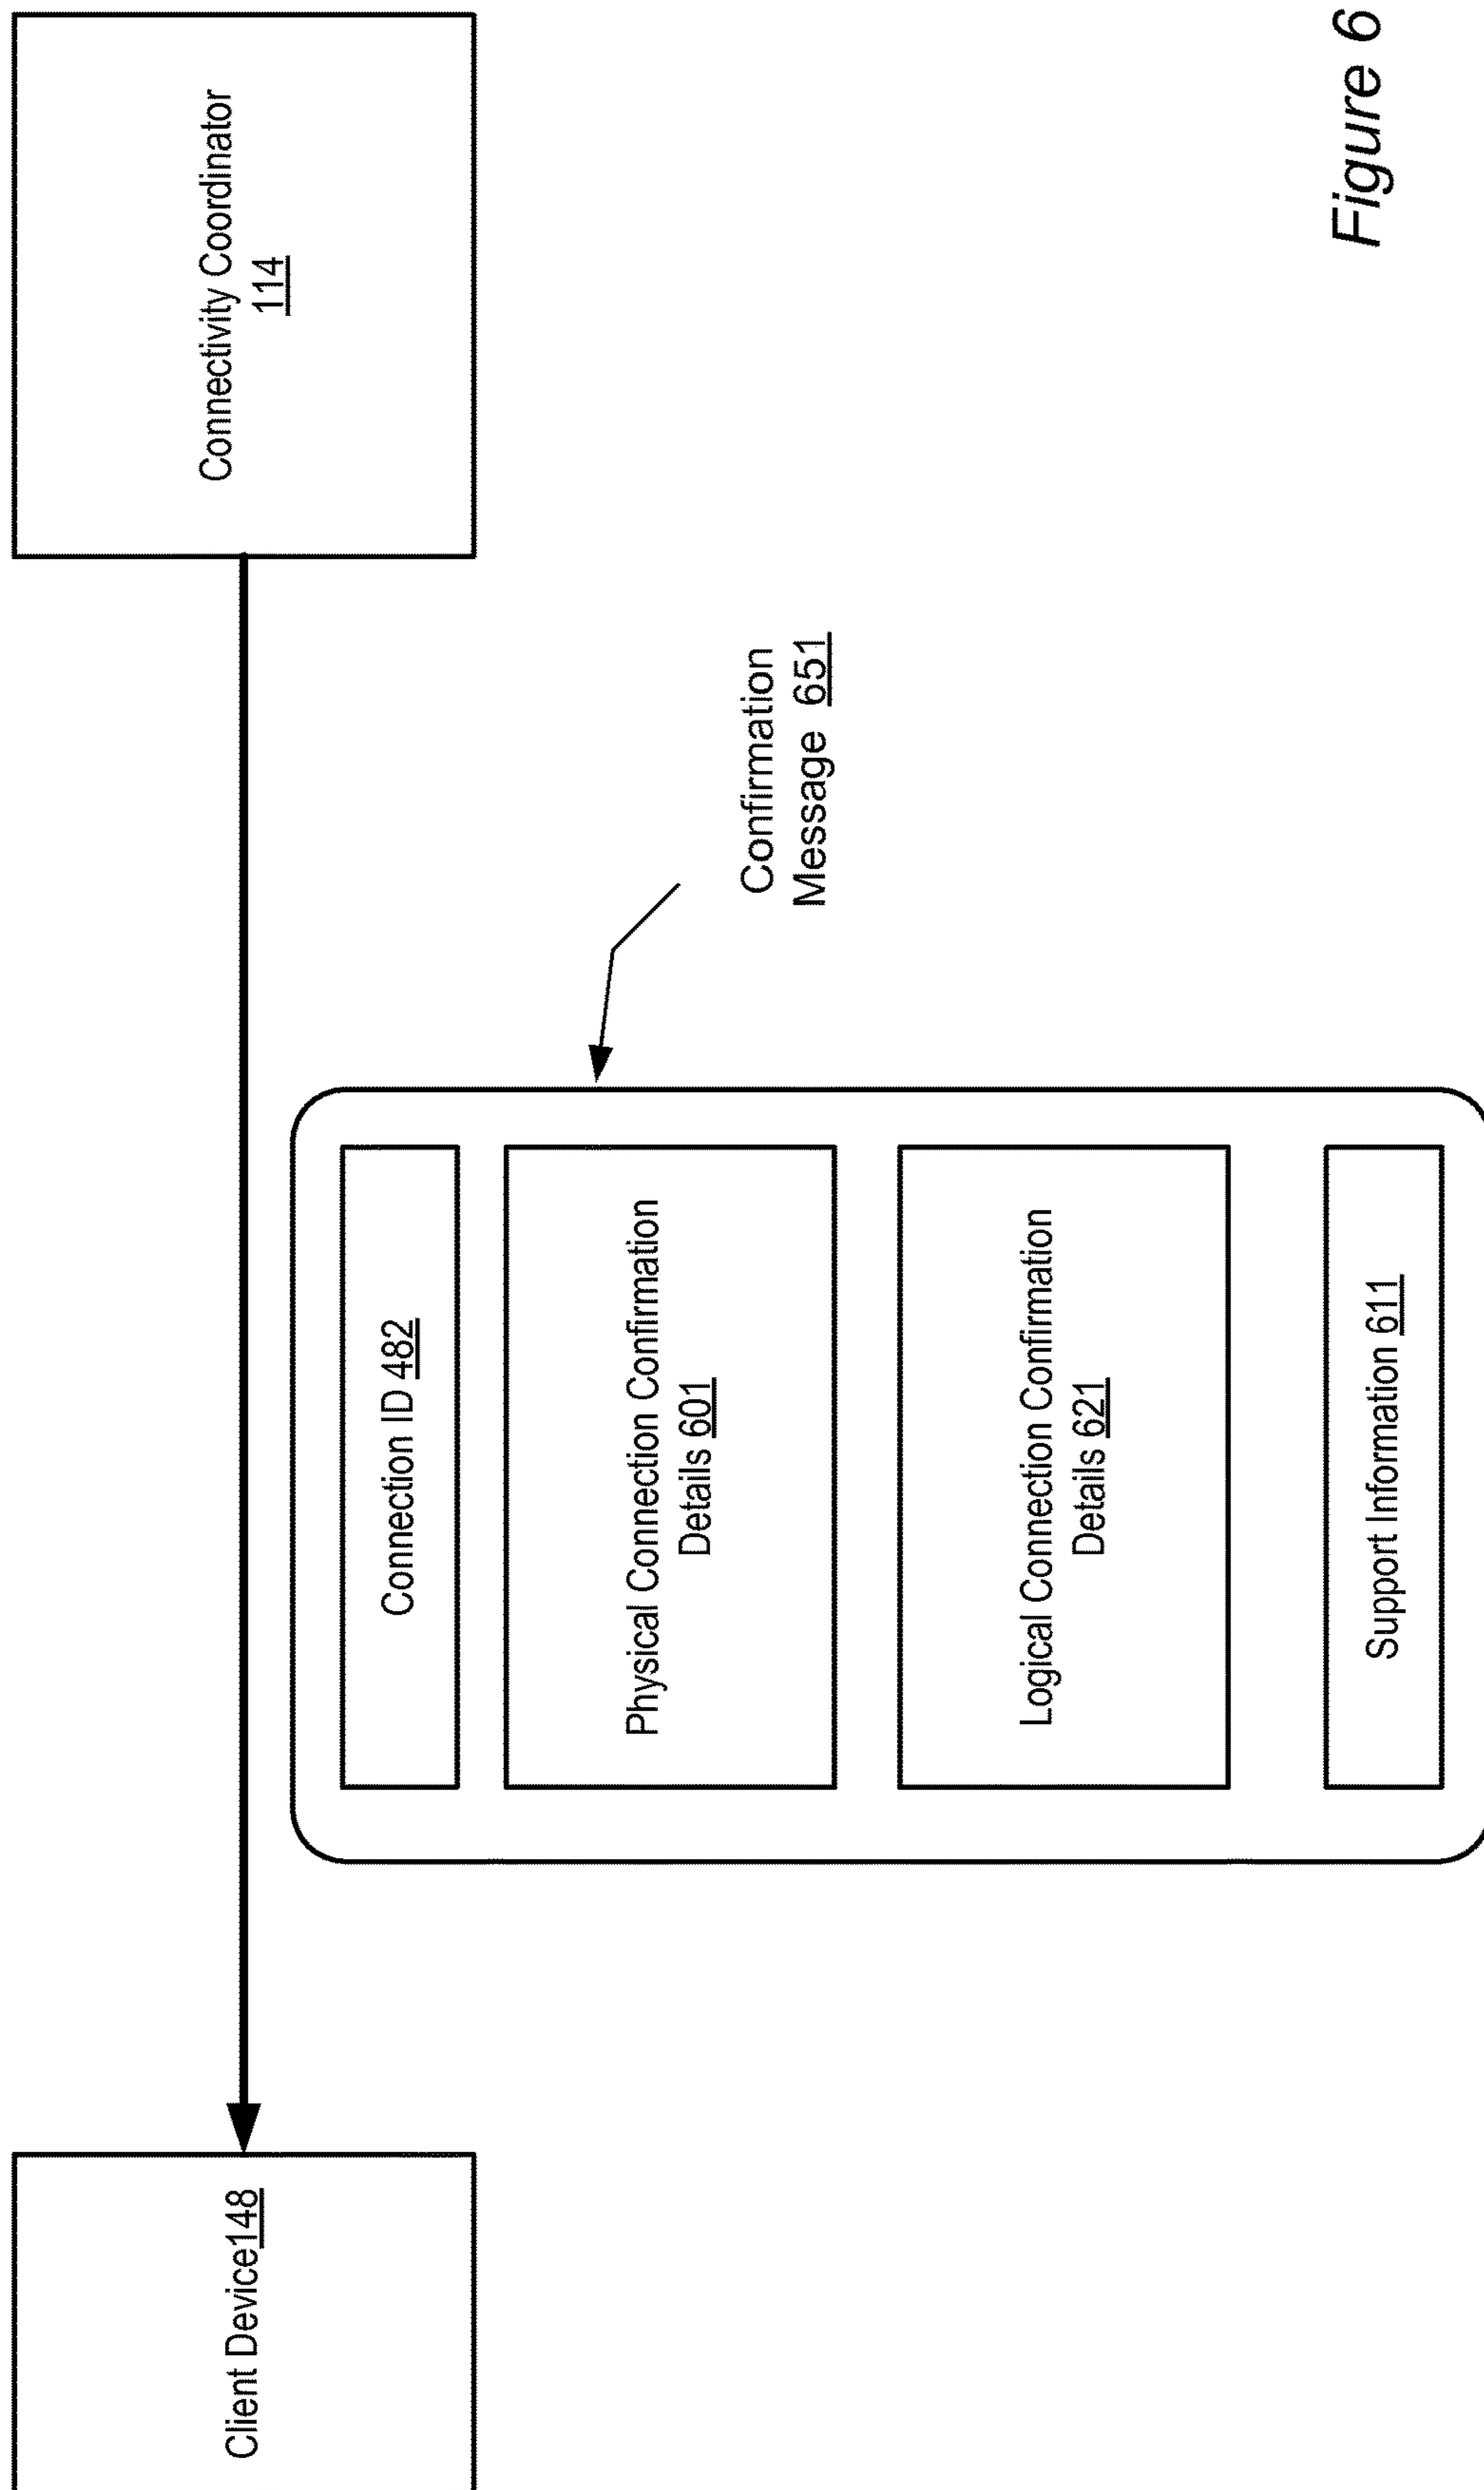 Client Device148
Connectivity Coordinator
114
Connection ID 482
Physical Connection Confirmation
Details 601
Logical Connection Confirmation
Details 621
Support Information 611
Confirmation
Message 651
Figure 6